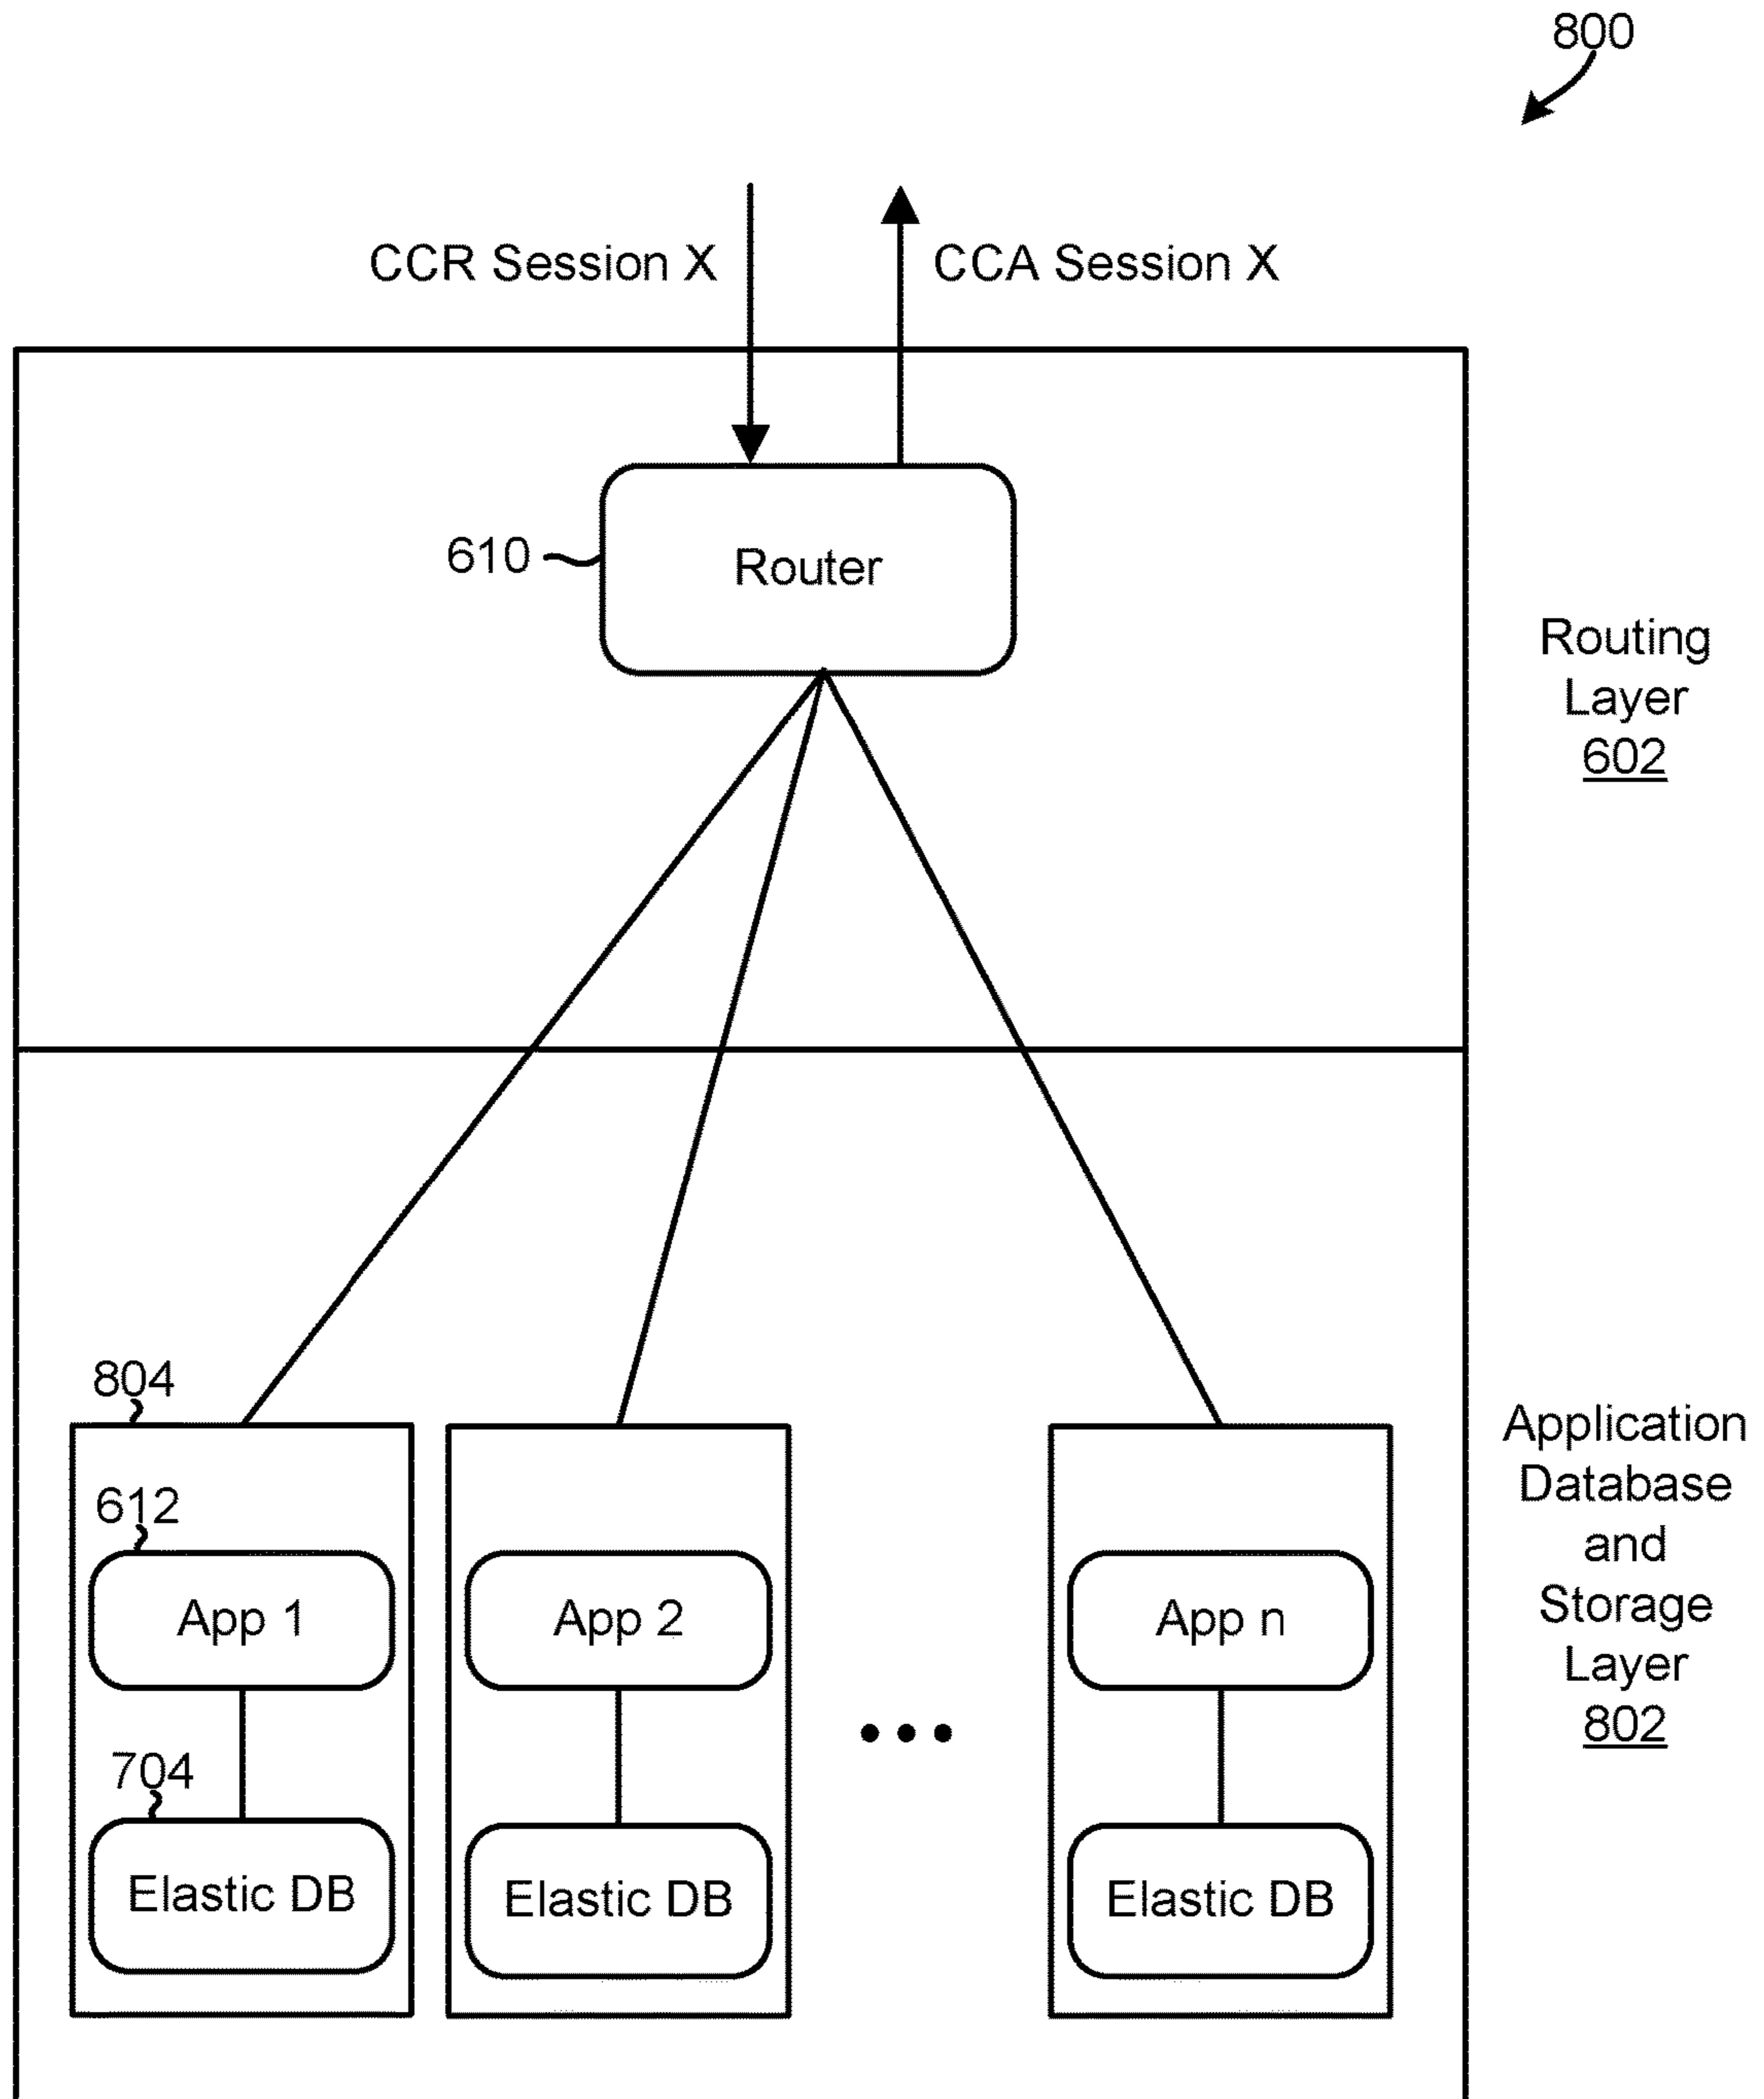 800
CCR Session X
CCA Session X
610
Router
Routing
Layer
602
804
612
App 1
App 2
App n
704
Elastic DB
Elastic DB
Elastic DB
Application
Database
and
Storage
Layer
802